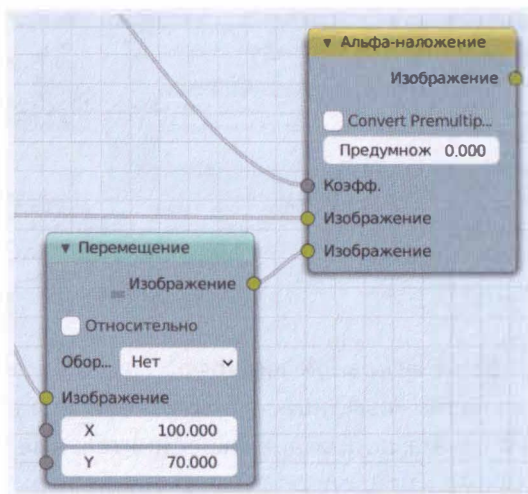 Альфа-наложение
Изображение
Convert Premultip...
Предумнож 0.000
Коэфф.
Изображение
Изображение
Перемещение
Изображение
Относительно
Обор... Нет
Изображение
X 100.000
Y 70.000